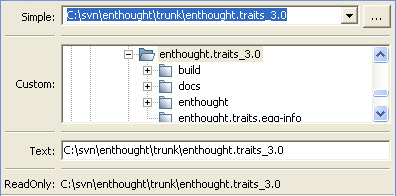 Simple: C:\svn\enthought\trunk\enthought.traits_3.0 ...
Custom: enthought.traits_3.0
build
docs
enthought
enthought.traits.egg-info
Text: C:\svn\enthought\trunk\enthought.traits_3.0
ReadOnly: C:\svn\enthought\trunk\enthought.traits_3.0